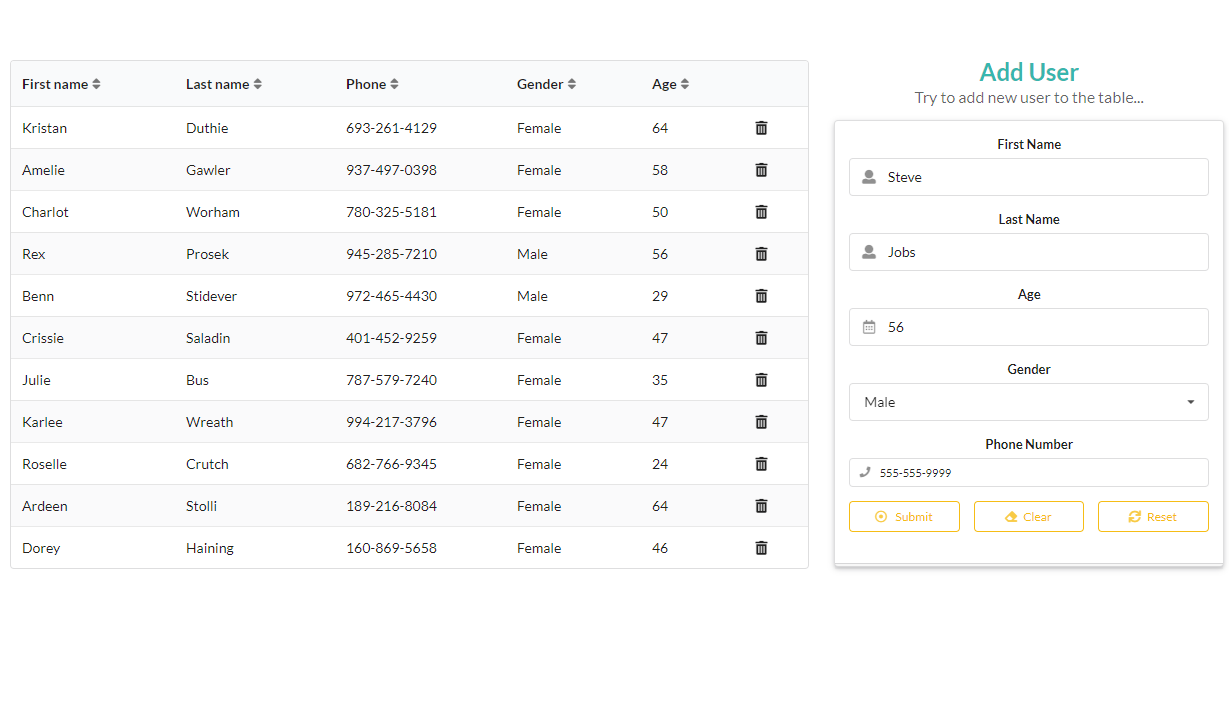 First name Last name Phone Gender Age
Kristan Duthie 693-261-4129 Female 64
Amelie Gawler 937-497-0398 Female 58
Charlot Worham 780-325-5181 Female 50
Rex Prosek 945-285-7210 Male 56
Benn Stidever 972-465-4430 Male 29
Crissie Saladin 401-452-9259 Female 47
Julie Bus 787-579-7240 Female 35
Karlee Wreath 994-217-3796 Female 47
Roselle Crutch 682-766-9345 Female 24
Ardeen Stolli 189-216-8084 Female 64
Dorey Haining 160-869-5658 Female 46
Add User
Try to add new user to the table...
First Name
Steve
Last Name
Jobs
Age
56
Gender
Male
Phone Number
555-555-9999
Submit Clear Reset